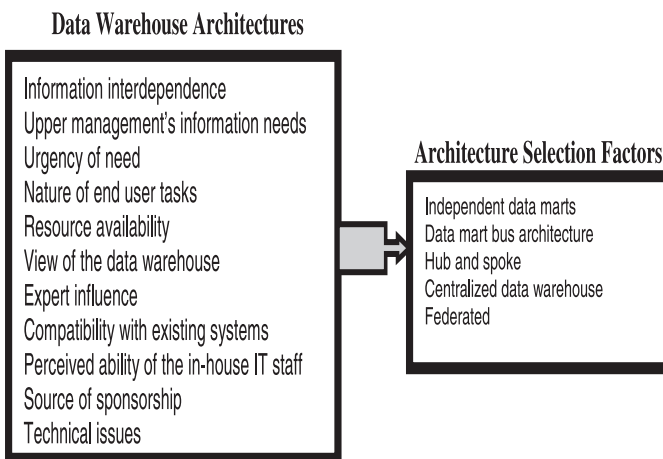 Data Warehouse Architectures
Information interdependence
Upper management's information needs
Urgency of need
Nature of end user tasks
Resource availability
View of the data warehouse
Expert influence
Compatibility with existing systems
Perceived ability of the in-house IT staff
Source of sponsorship
Technical issues
Architecture Selection Factors
Independent data marts
Data mart bus architecture
Hub and spoke
Centralized data warehouse
Federated